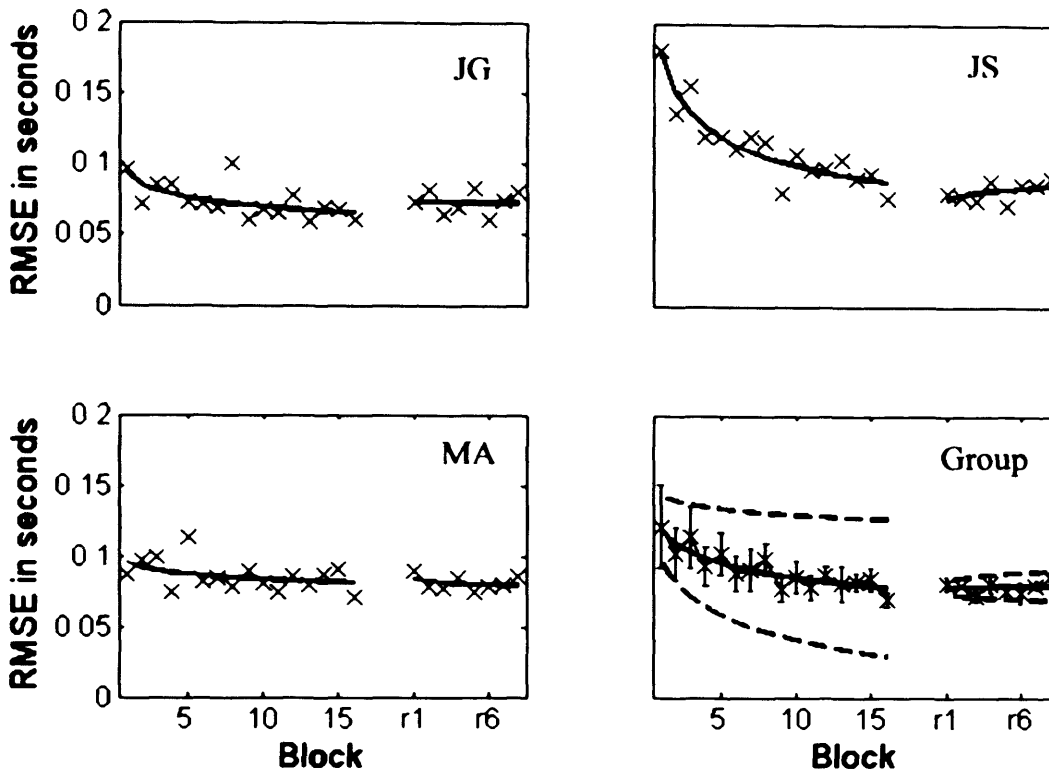 0 2
0 15
0 1
0 05
0
RMSE in seconds
JG
JS
0 2
0 15
0 1
0 05
0
RMSE in seconds
MA
Group
5 10 15 r1 r6
Block
5 10 15 r1 r6
Block